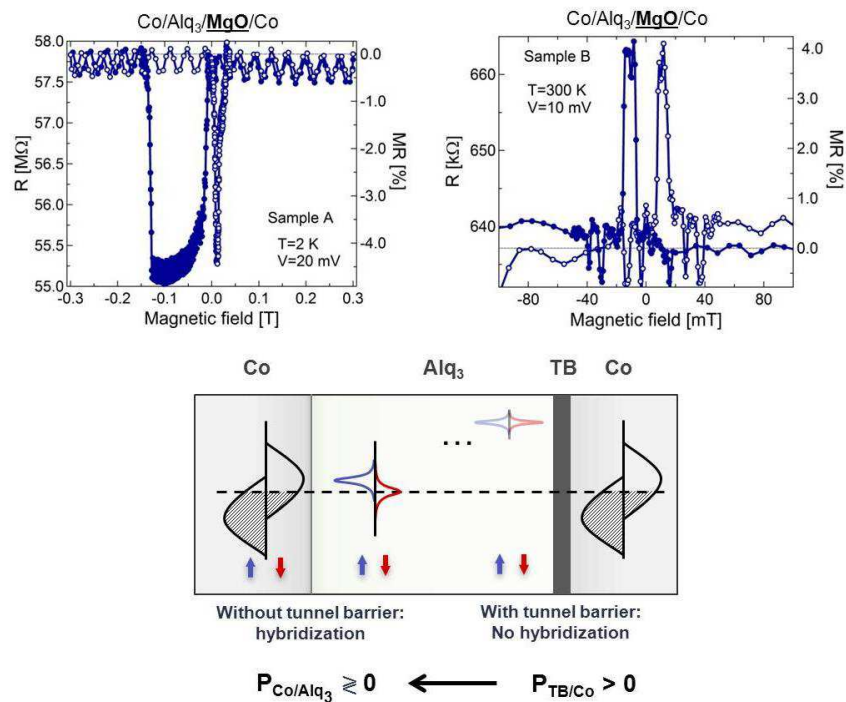 Co/Alq₃/MgO/Co
58.0
57.5
57.0
56.5
56.0
55.5
55.0
R [MΩ]
0.0
-1.0
-2.0
-3.0
-4.0
MR [%]
Sample A
T=2 K
V=20 mV
-0.3 -0.2 -0.1 0.0 0.1 0.2 0.3
Magnetic field [T]
Co/Alq₃/MgO/Co
660
650
640
R [kΩ]
4.0
3.0
2.0
1.0
0.0
MR [%]
Sample B
T=300 K
V=10 mV
-80 -40 0 40 80
Magnetic field [mT]
Co Alq₃ TB Co
...
Without tunnel barrier: With tunnel barrier:
hybridization No hybridization
P_Co/Alq₃ ≷ 0 ← P_TB/Co > 0